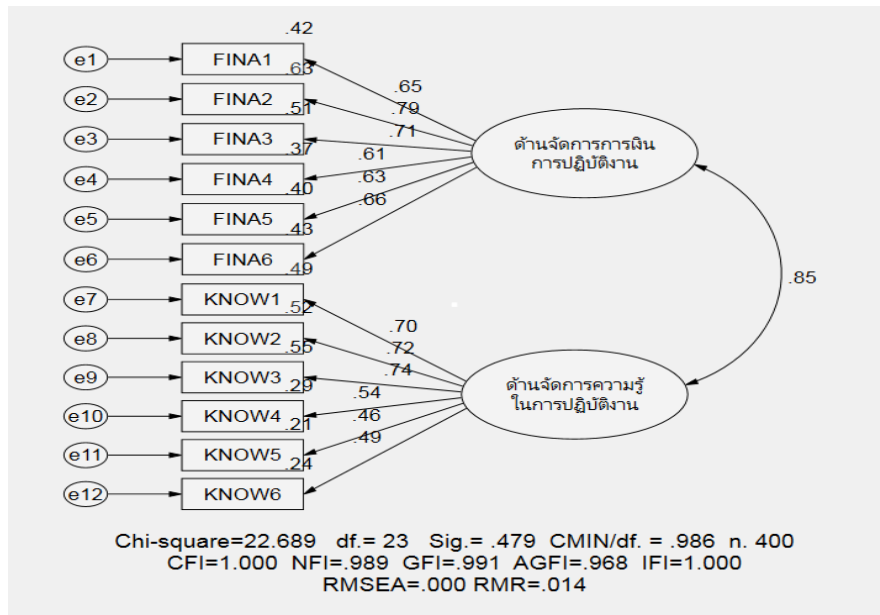 .42
e1 FINA1 .65
.63
e2 FINA2 .79
.51
e3 FINA3 .71
.37
e4 FINA4 .61
.40
e5 FINA5 .63
.43
e6 FINA6 .66
.49
ด้านจัดการการเงิน
การปฏิบัติงาน
.85
e7 KNOW1 .70
.52
e8 KNOW2 .72
.55
e9 KNOW3 .74
.29
e10 KNOW4 .54
.21
e11 KNOW5 .46
.24
e12 KNOW6 .49
ด้านจัดการความรู้
ในการปฏิบัติงาน
Chi-square=22.689 df.= 23 Sig.= .479 CMIN/df. = .986 n. 400
CFI=1.000 NFI=.989 GFI=.991 AGFI=.968 IFI=1.000
RMSEA=.000 RMR=.014